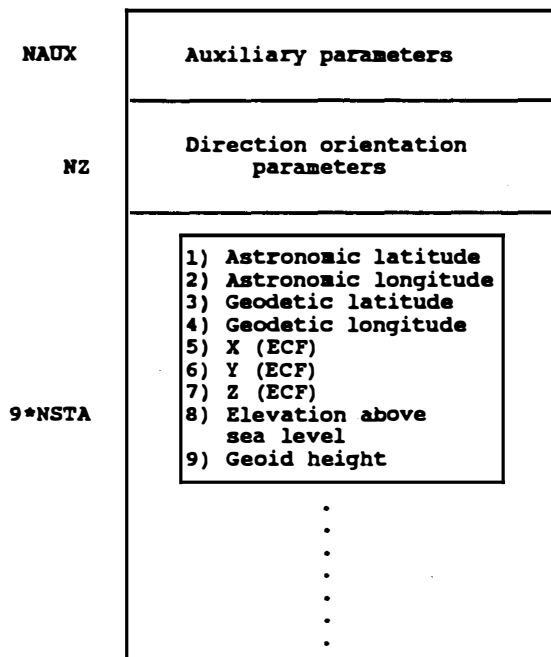 NAUX Auxiliary parameters
Direction orientation
NZ parameters
1) Astronomic latitude
2) Astronomic longitude
3) Geodetic latitude
4) Geodetic longitude
5) X (ECF)
6) Y (ECF)
7) Z (ECF)
9*NSTA 8) Elevation above
sea level
9) Geoid height